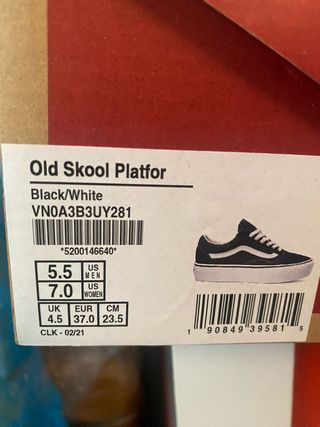 Old Skool Platfor
Black/White
VN0A3B3UY281
*5200146640*
5.5 US MEN
7.0 US WOMEN
UK EUR CM
4.5 37.0 23.5
CLK - 02/21
1 90849 39581 5